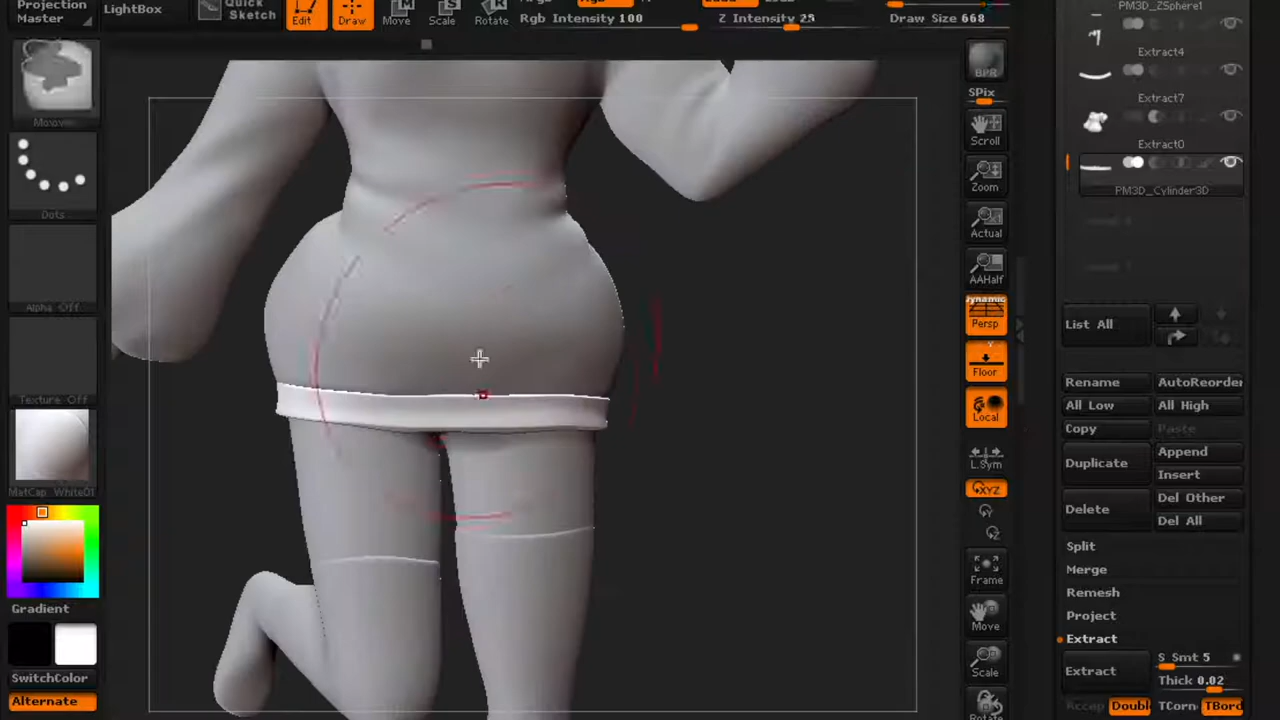 Projection
Master
LightBox
Quick
Sketch
Edit
Draw
Move
Scale
Rotate
Rgb Intensity 100
Z Intensity 25
Draw Size 668
Dots
Alpha Off
Texture Off
MatCap White01
Gradient
SwitchColor
Alternate
BPR
SPix
Scroll
Zoom
Actual
AAHalf
Dynamic
Persp
Floor
Local
L.Sym
XYZ
Frame
Move
Scale
Rotate
PM3D_ZSphere1
Extract4
Extract7
Extract0
PM3D_Cylinder3D
List All
Rename
AutoReorder
All Low
All High
Copy
Paste
Duplicate
Append
Insert
Delete
Del Other
Del All
Split
Merge
Remesh
Project
Extract
Extract
S Smt 5
Thick 0.02
Accep
Doubl
TCorn
TBord